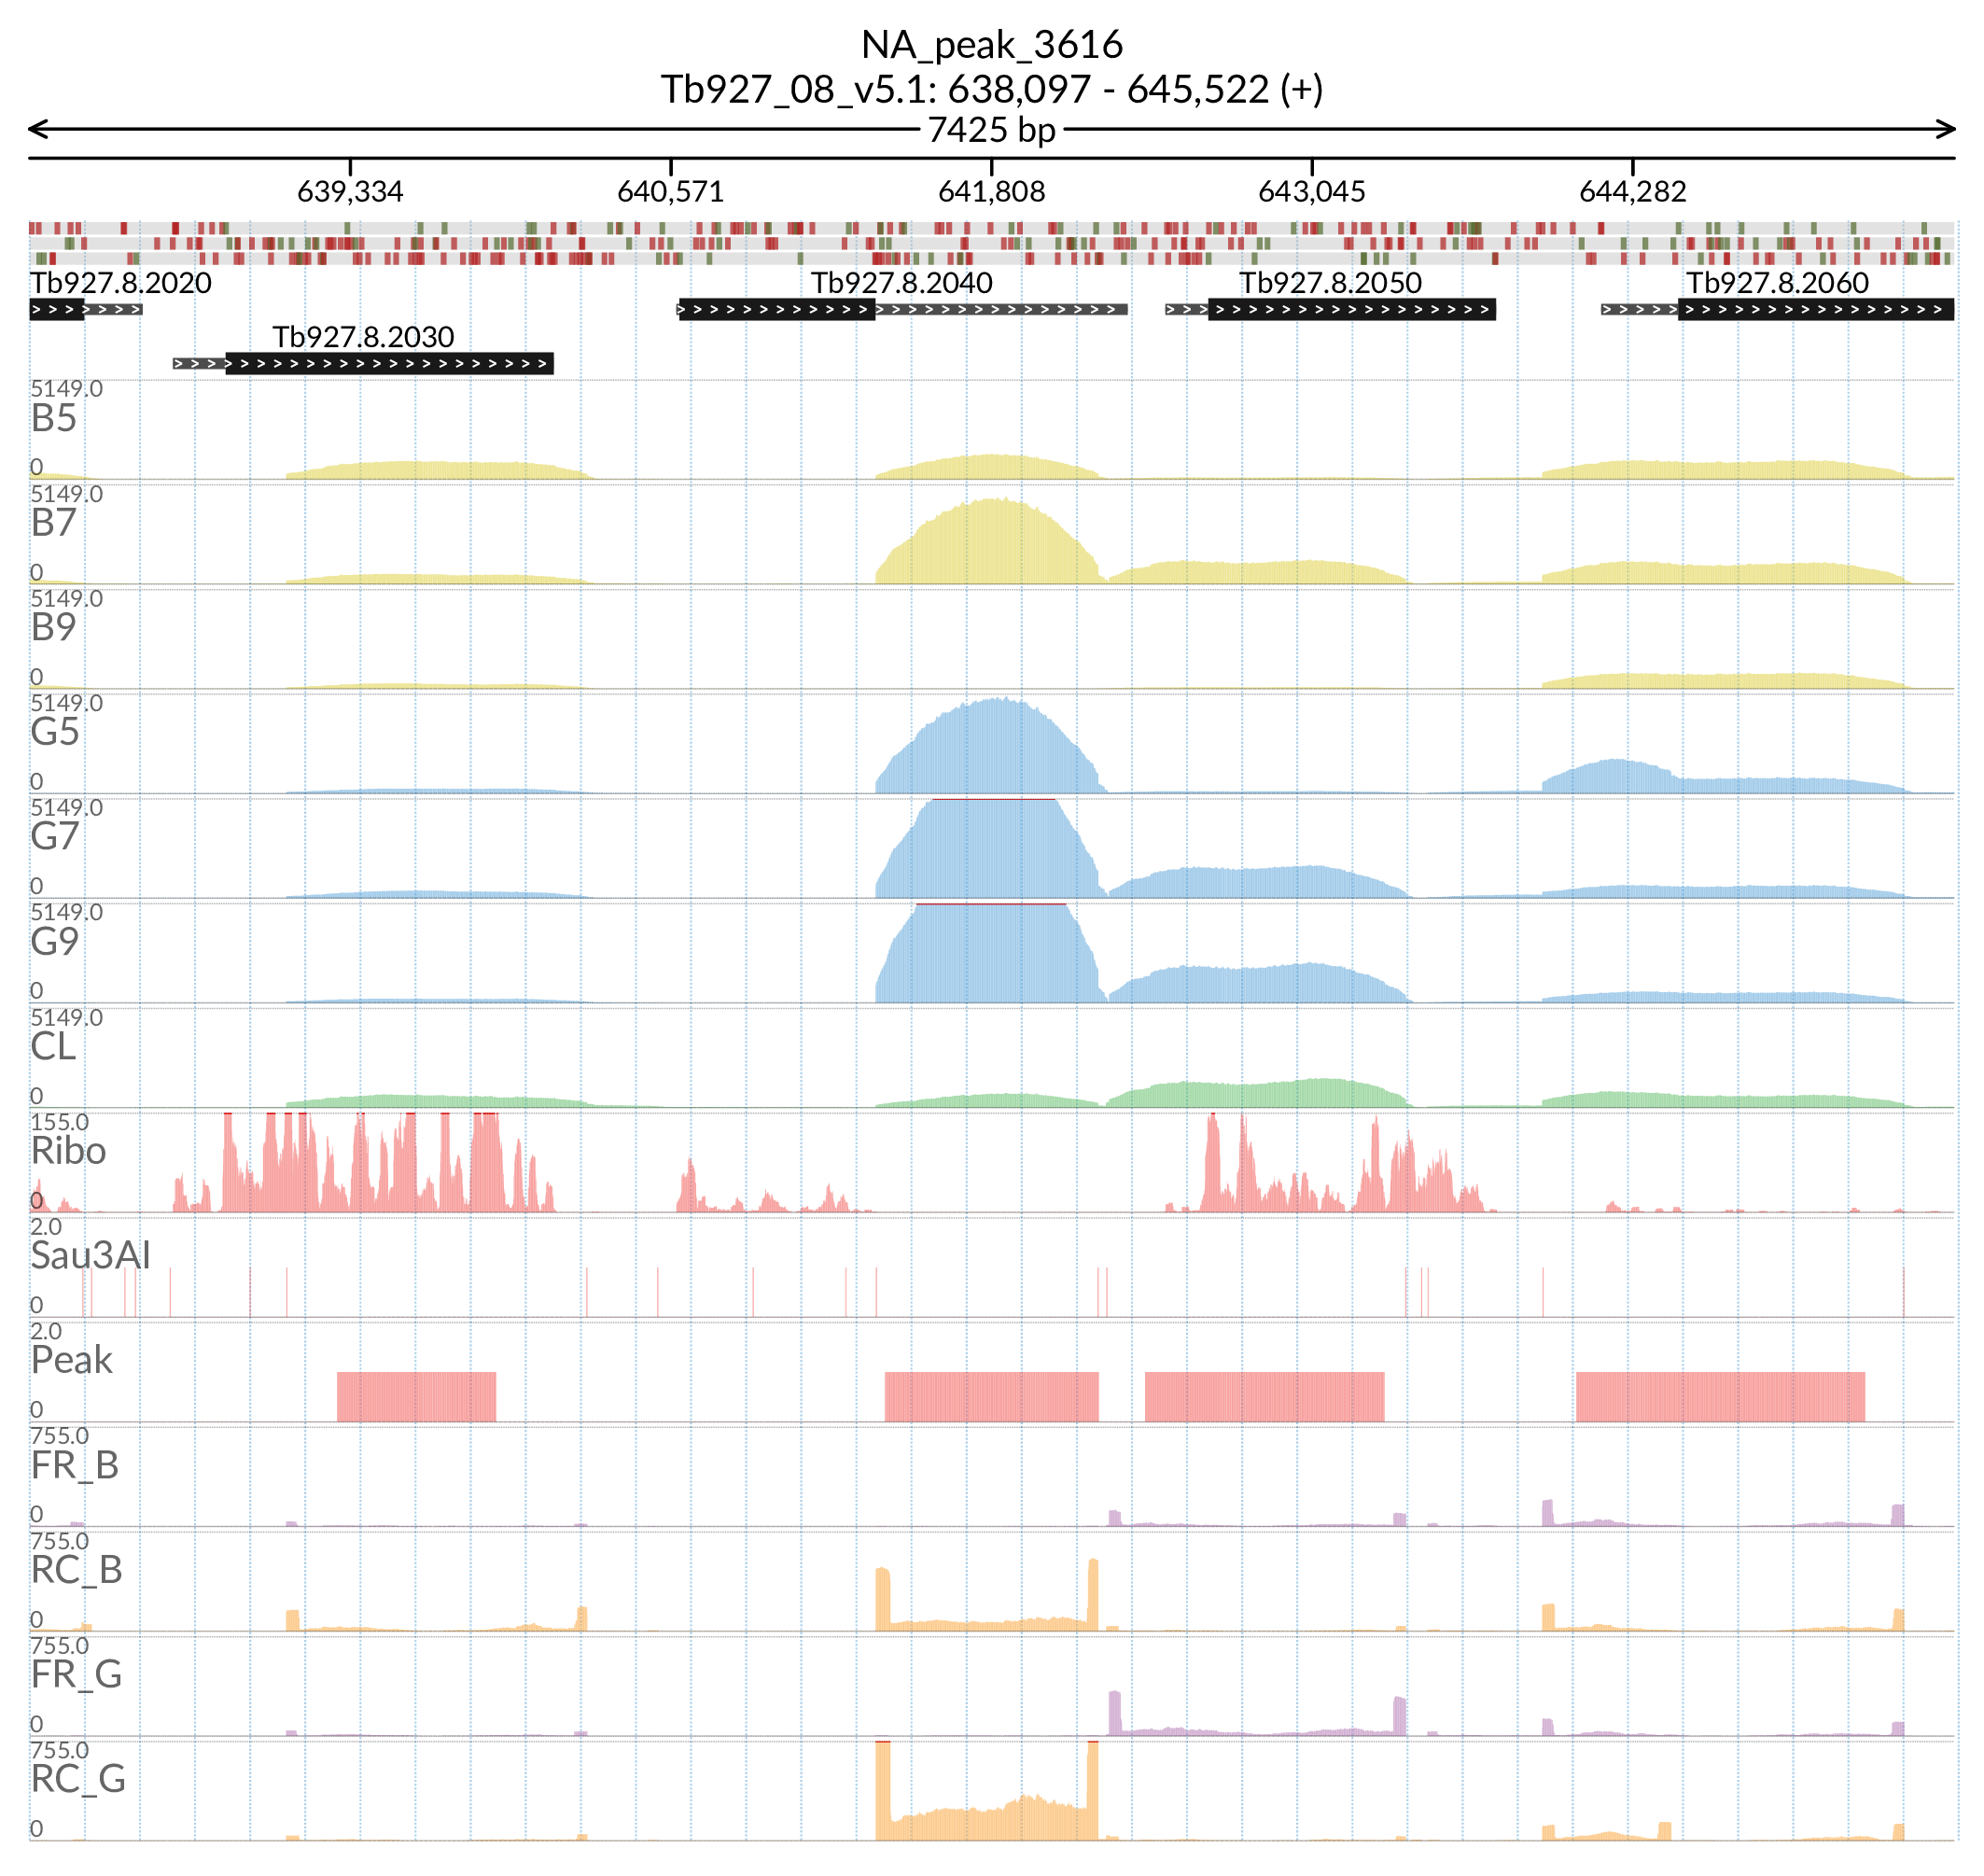 NA_peak_3616
Tb927_08_v5.1: 638,097 - 645,522 (+)
7425 bp
639,334 640,571 641,808 643,045 644,282
Tb927.8.2020 Tb927.8.2040 Tb927.8.2050 Tb927.8.2060
Tb927.8.2030
5149.0
B5
0
5149.0
B7
0
5149.0
B9
0
5149.0
G5
0
5149.0
G7
0
5149.0
G9
0
5149.0
CL
0
155.0
Ribo
0
2.0
Sau3AI
0
2.0
Peak
0
755.0
FR_B
0
755.0
RC_B
0
755.0
FR_G
0
755.0
RC_G
0